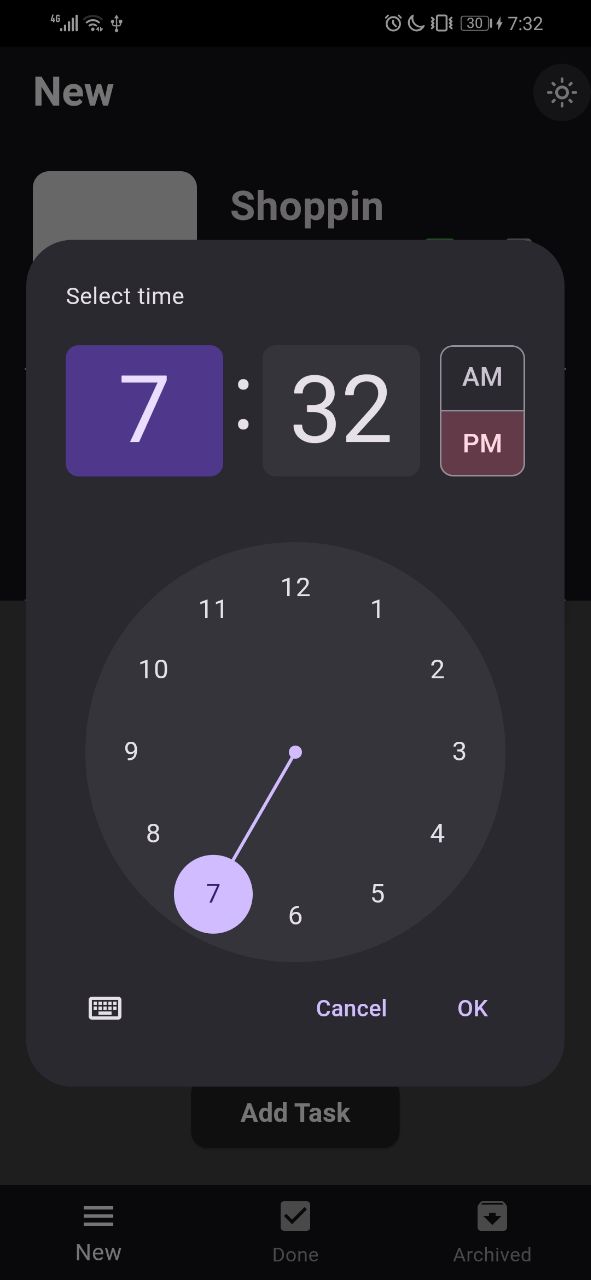 4G 30 7:32
New
Shoppin
Select time
7 : 32
AM
PM
12
11 1
10 2
9 3
8 4
7 5
6
Cancel OK
Add Task
New Done Archived